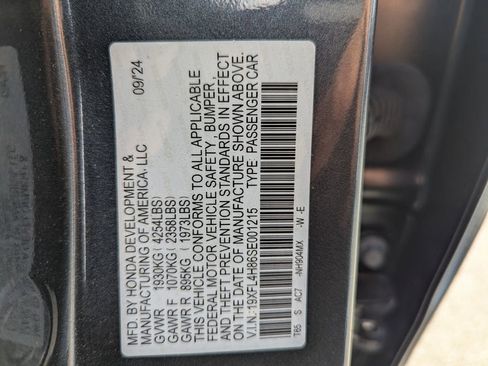 MFD. BY HONDA DEVELOPMENT &
MANUFACTURING OF AMERICA, LLC 09/24
GVWR 1930KG ( 4254LBS)
GAWR F 1070KG ( 2358LBS)
GAWR R 895KG ( 1973LBS)
THIS VEHICLE CONFORMS TO ALL APPLICABLE
FEDERAL MOTOR VEHICLE SAFETY, BUMPER,
AND THEFT PREVENTION STANDARDS IN EFFECT
ON THE DATE OF MANUFACTURE SHOWN ABOVE.
V.I.N. : 19XFL4H86SE001215 TYPE : PASSENGER CAR
T65 S AC7 -NH904MX -W -E